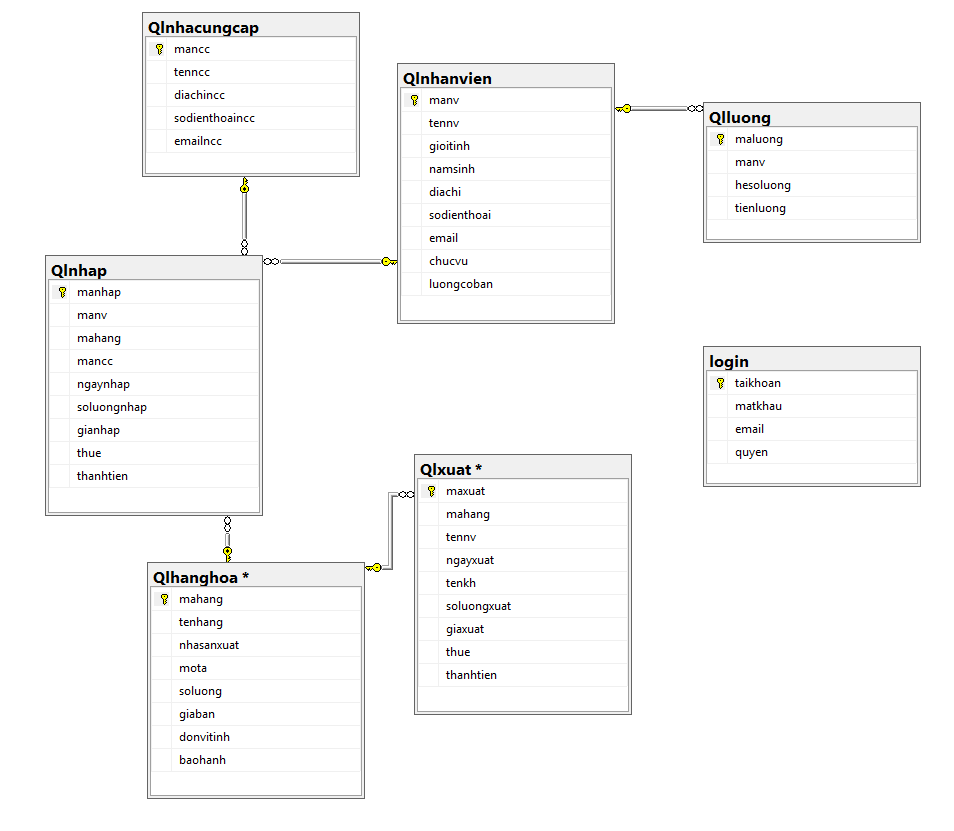 Qlnhacungcap
mancc
tenncc
diachincc
sodienthoaincc
emailncc
Qlnhanvien
manv
tennv
gioitinh
namsinh
diachi
sodienthoai
email
chucvu
luongcoban
Qlluong
maluong
manv
hesoluong
tienluong
Qlnhap
manhap
manv
mahang
mancc
ngaynhap
soluongnhap
gianhap
thue
thanhtien
login
taikhoan
matkhau
email
quyen
Qlxuat *
maxuat
mahang
tennv
ngayxuat
tenkh
soluongxuat
giaxuat
thue
thanhtien
Qlhanghoa *
mahang
tenhang
nhasanxuat
mota
soluong
giaban
donvitinh
baohanh